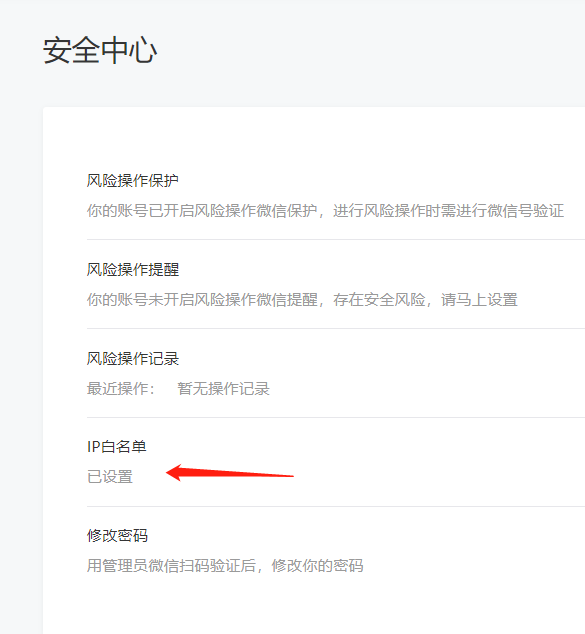 安全中心
风险操作保护
你的账号已开启风险操作微信保护，进行风险操作时需进行微信号验证
风险操作提醒
你的账号未开启风险操作微信提醒，存在安全风险，请马上设置
风险操作记录
最近操作： 暂无操作记录
IP白名单
已设置
修改密码
用管理员微信扫码验证后，修改你的密码